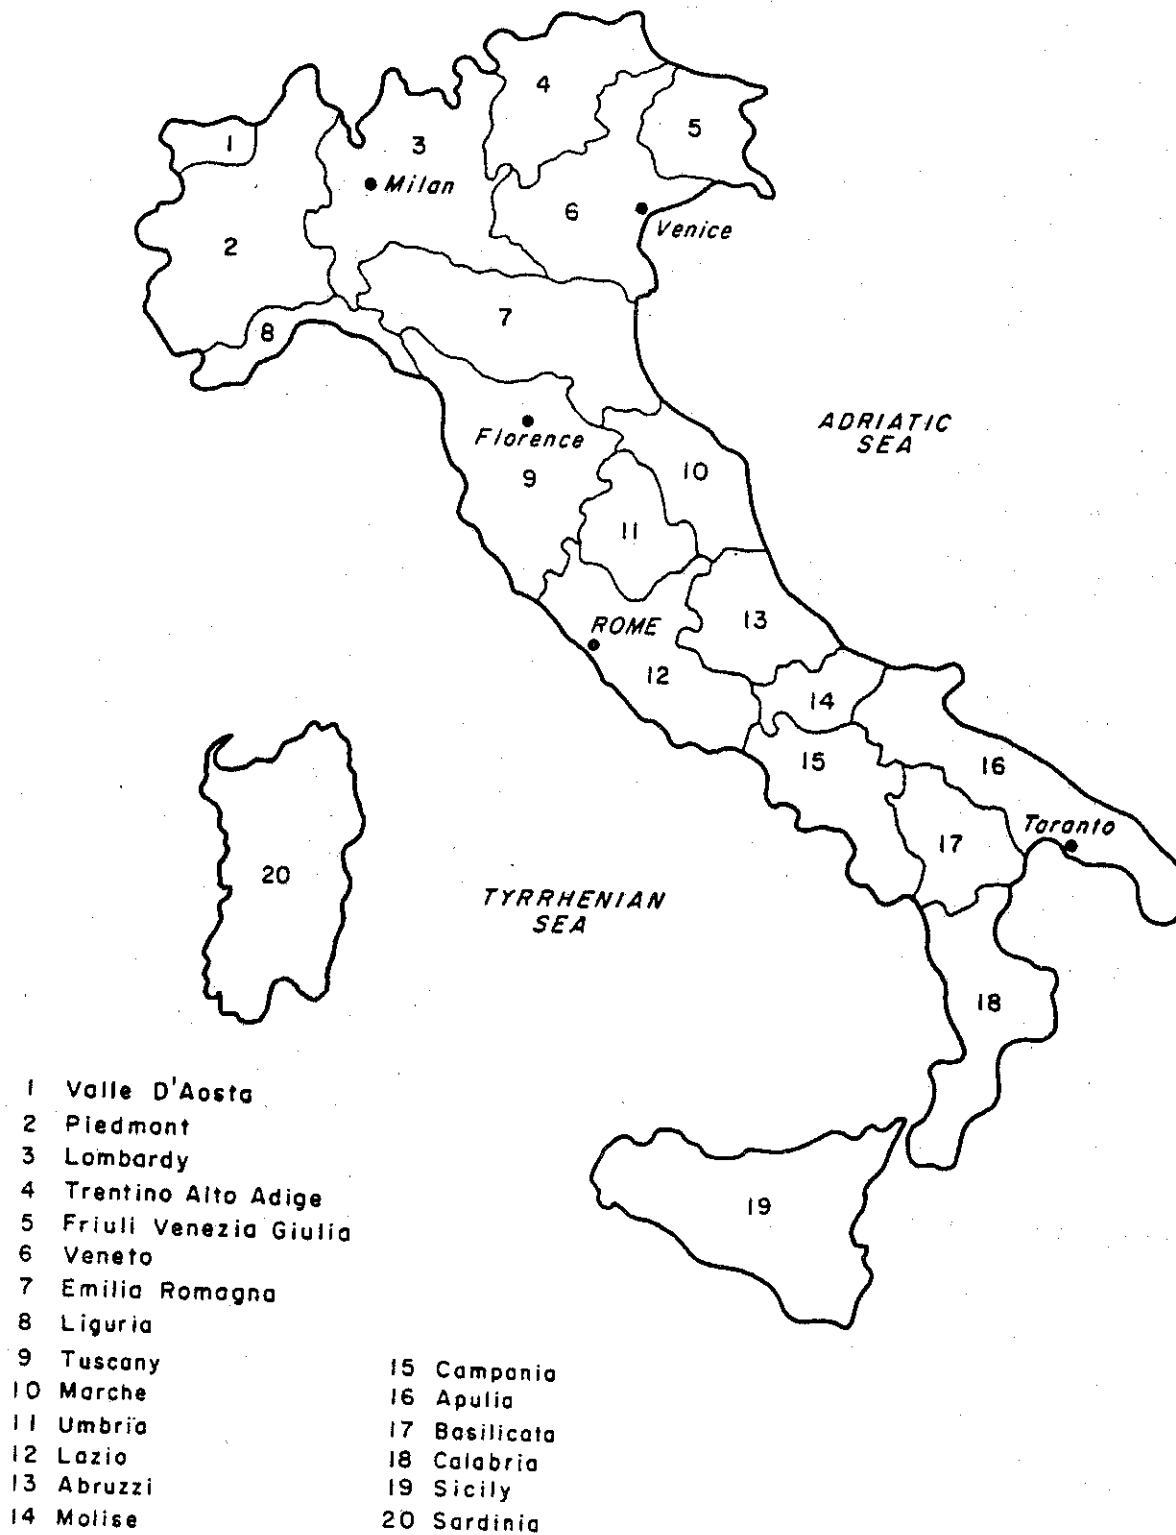 4
5
3
1
Milan
6
Venice
2
7
8
ADRIATIC
SEA
Florence
10
9
11
13
ROME
12
14
15
16
Taranto
17
20
TYRRHENIAN
SEA
18
19
1 Valle D'Aosta
2 Piedmont
3 Lombardy
4 Trentino Alto Adige
5 Friuli Venezia Giulia
6 Veneto
7 Emilia Romagna
8 Liguria
9 Tuscany
10 Marche
11 Umbria
12 Lazio
13 Abruzzi
14 Molise
15 Campania
16 Apulia
17 Basilicata
18 Calabria
19 Sicily
20 Sardinia